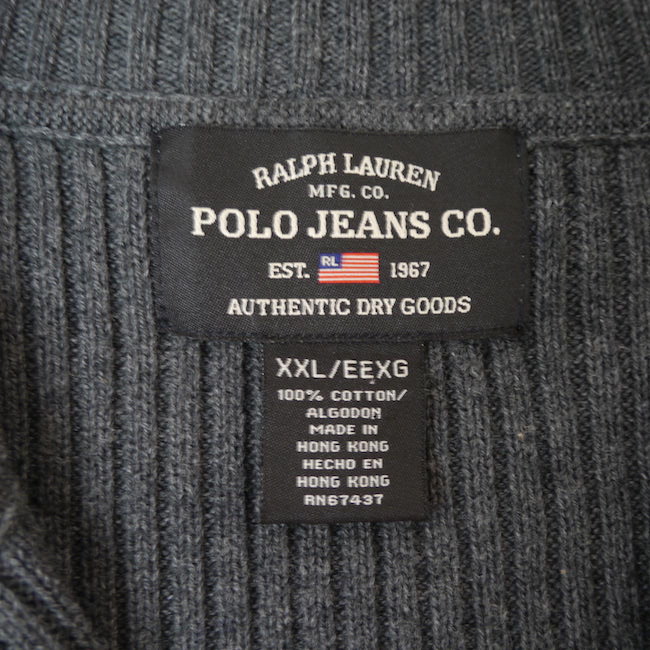 RALPH LAUREN
MFG. CO.
POLO JEANS CO.
EST. RL 1967
AUTHENTIC DRY GOODS
XXL/EEXG
100% COTTON/
ALGODON
MADE IN
HONG KONG
HECHO EN
HONG KONG
RN67437